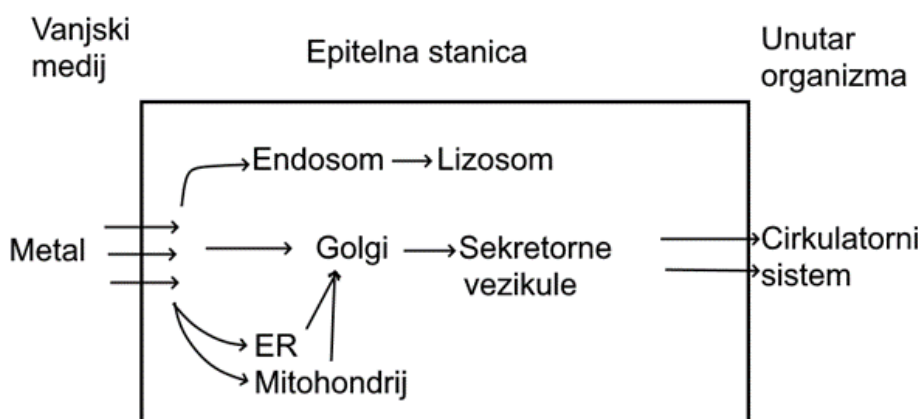 Vanjski
medij
Epitelna stanica
Unutar
organizma
Endosom
Lizosom
Metal
Golgi
Sekretorne
vezikule
Cirkulatorni
sistem
ER
Mitohondrij